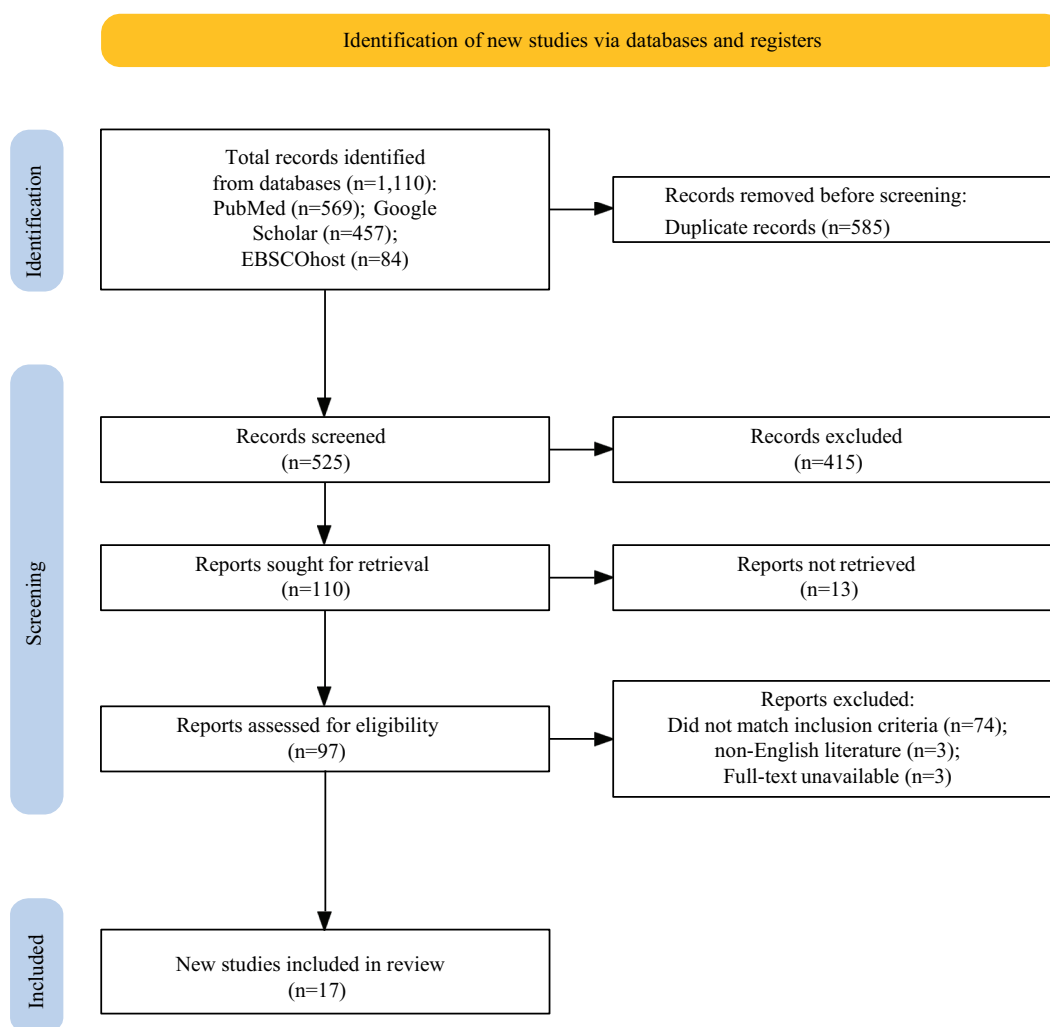 Identification of new studies via databases and registers
Identification
Total records identified
from databases (n=1,110):
PubMed (n=569); Google
Scholar (n=457);
EBSCOhost (n=84)
Records removed before screening:
Duplicate records (n=585)
Screening
Records screened
(n=525)
Records excluded
(n=415)
Reports sought for retrieval
(n=110)
Reports not retrieved
(n=13)
Reports assessed for eligibility
(n=97)
Reports excluded:
Did not match inclusion criteria (n=74);
non-English literature (n=3);
Full-text unavailable (n=3)
Included
New studies included in review
(n=17)